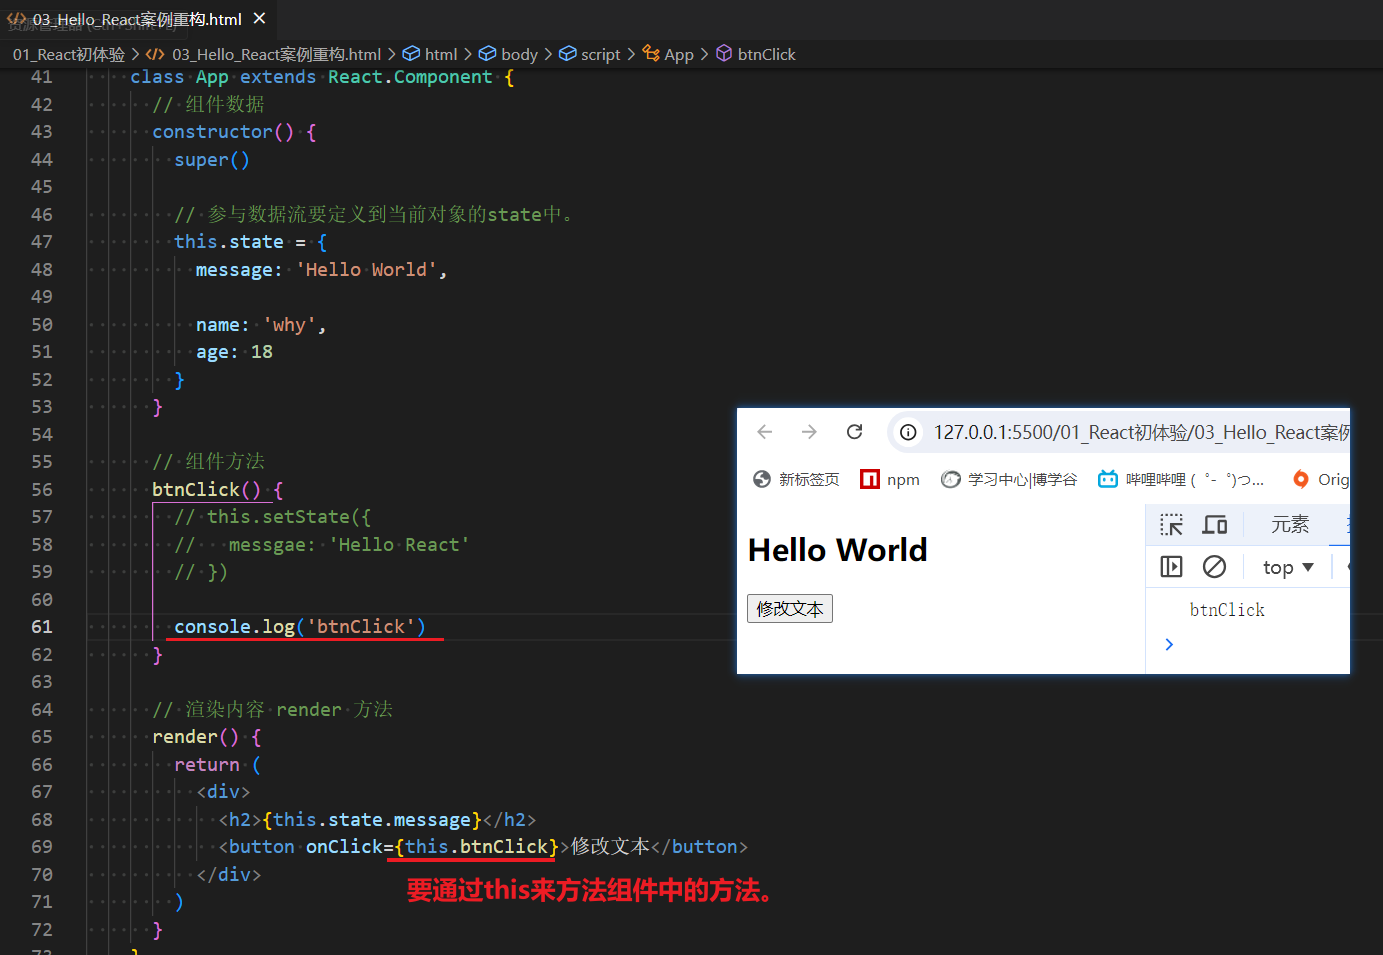 03_Hello_React案例重构.html
01_React初体验 > 03_Hello_React案例重构.html > html > body > script > App > btnClick
41 class App extends React.Component {
42 // 组件数据
43 constructor() {
44 super()
45
46 // 参与数据流要定义到当前对象的state中。
47 this.state = {
48 message: 'Hello World',
49
50 name: 'why',
51 age: 18
52 }
53 }
54
55 // 组件方法
56 btnClick() {
57 // this.setState({
58 //   messgae: 'Hello React'
59 // })
60
61 console.log('btnClick')
62 }
63
64 // 渲染内容 render 方法
65 render() {
66 return (
67 <div>
68 <h2>{this.state.message}</h2>
69 <button onClick={this.btnClick}>修改文本</button>
70 </div>
要通过this来方法组件中的方法。
71 )
72 }
73 }
127.0.0.1:5500/01_React初体验/03_Hello_React案例
新标签页 npm 学习中心|博学谷 哔哩哔哩 (゜-゜)つ... Orig
元素
top
Hello World
修改文本
btnClick